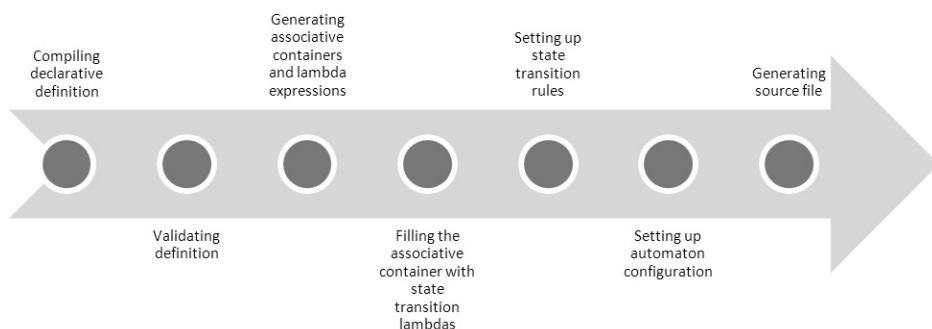 Compiling
declarative
definition
Validating
definition
Generating
associative
containers
and lambda
expressions
Filling the
associative
container with
state
transition
lambdas
Setting up
state
transition
rules
Setting up
automaton
configuration
Generating
source file